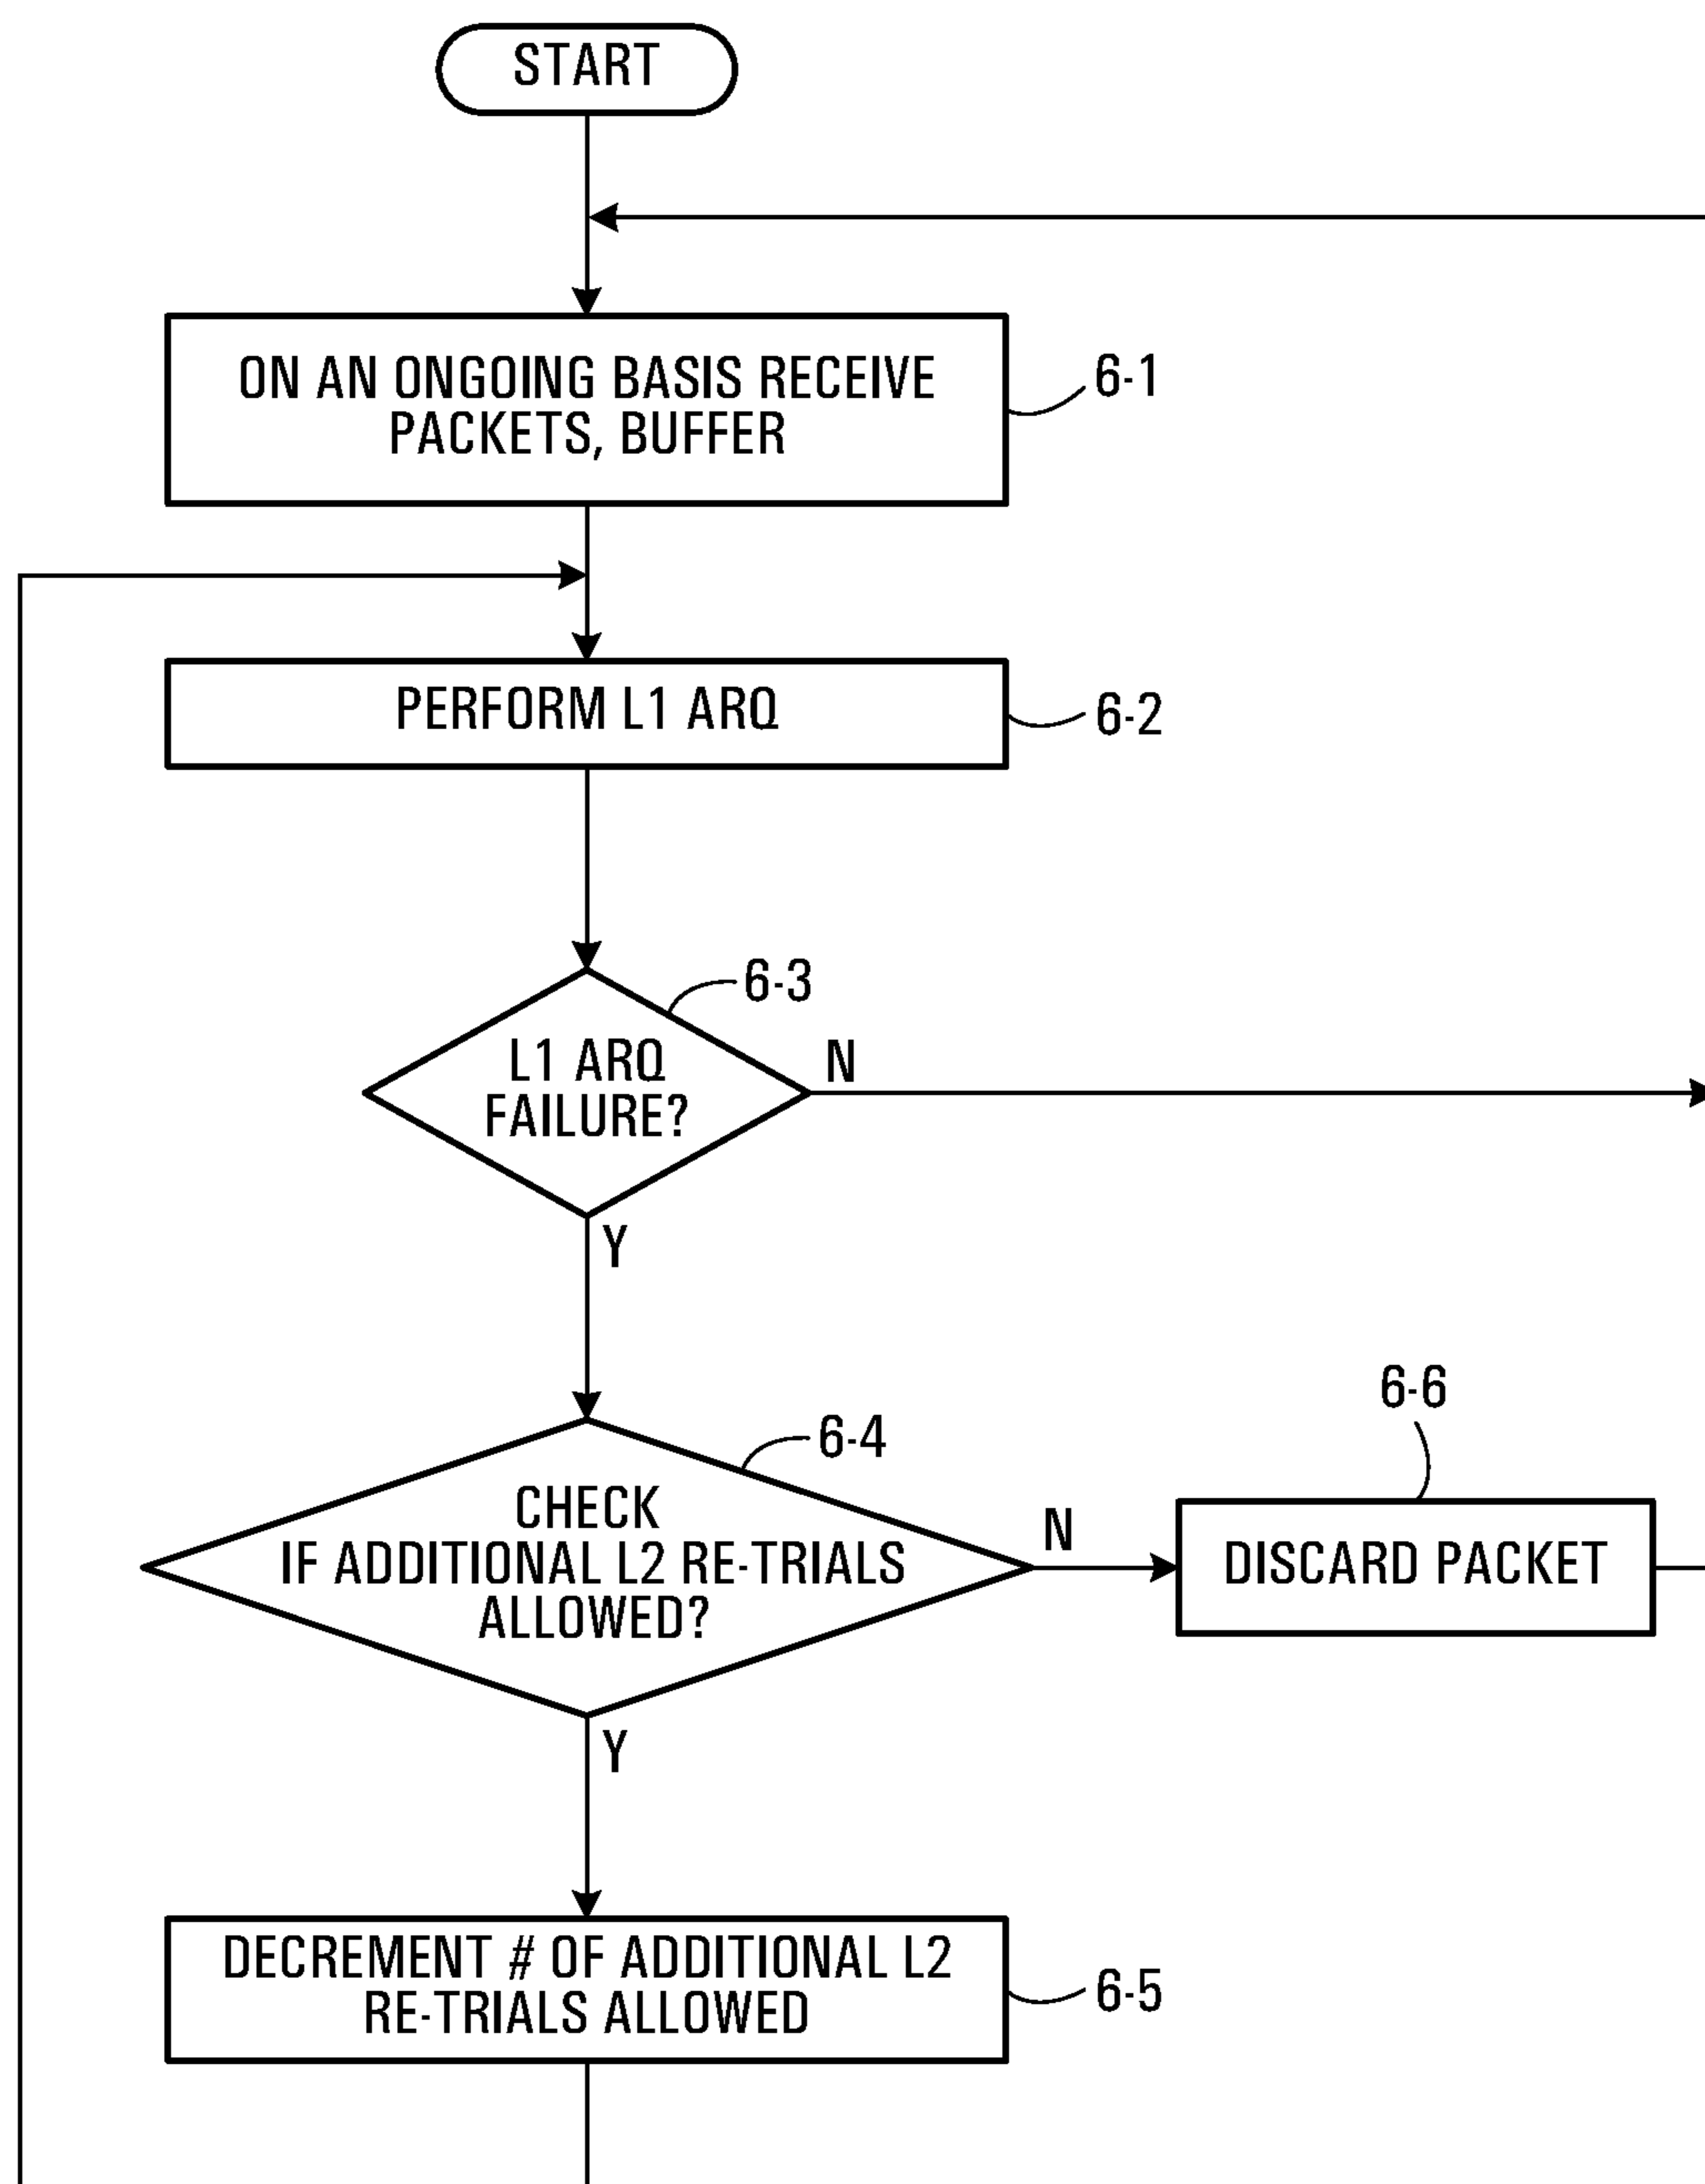 START
ON AN ONGOING BASIS RECEIVE
PACKETS, BUFFER
6-1
PERFORM L1 ARQ
6-2
6-3
L1 ARQ
FAILURE?
N
Y
6-4
CHECK
IF ADDITIONAL L2 RE-TRIALS
ALLOWED?
N
6-6
DISCARD PACKET
Y
DECREMENT # OF ADDITIONAL L2
RE-TRIALS ALLOWED
6-5